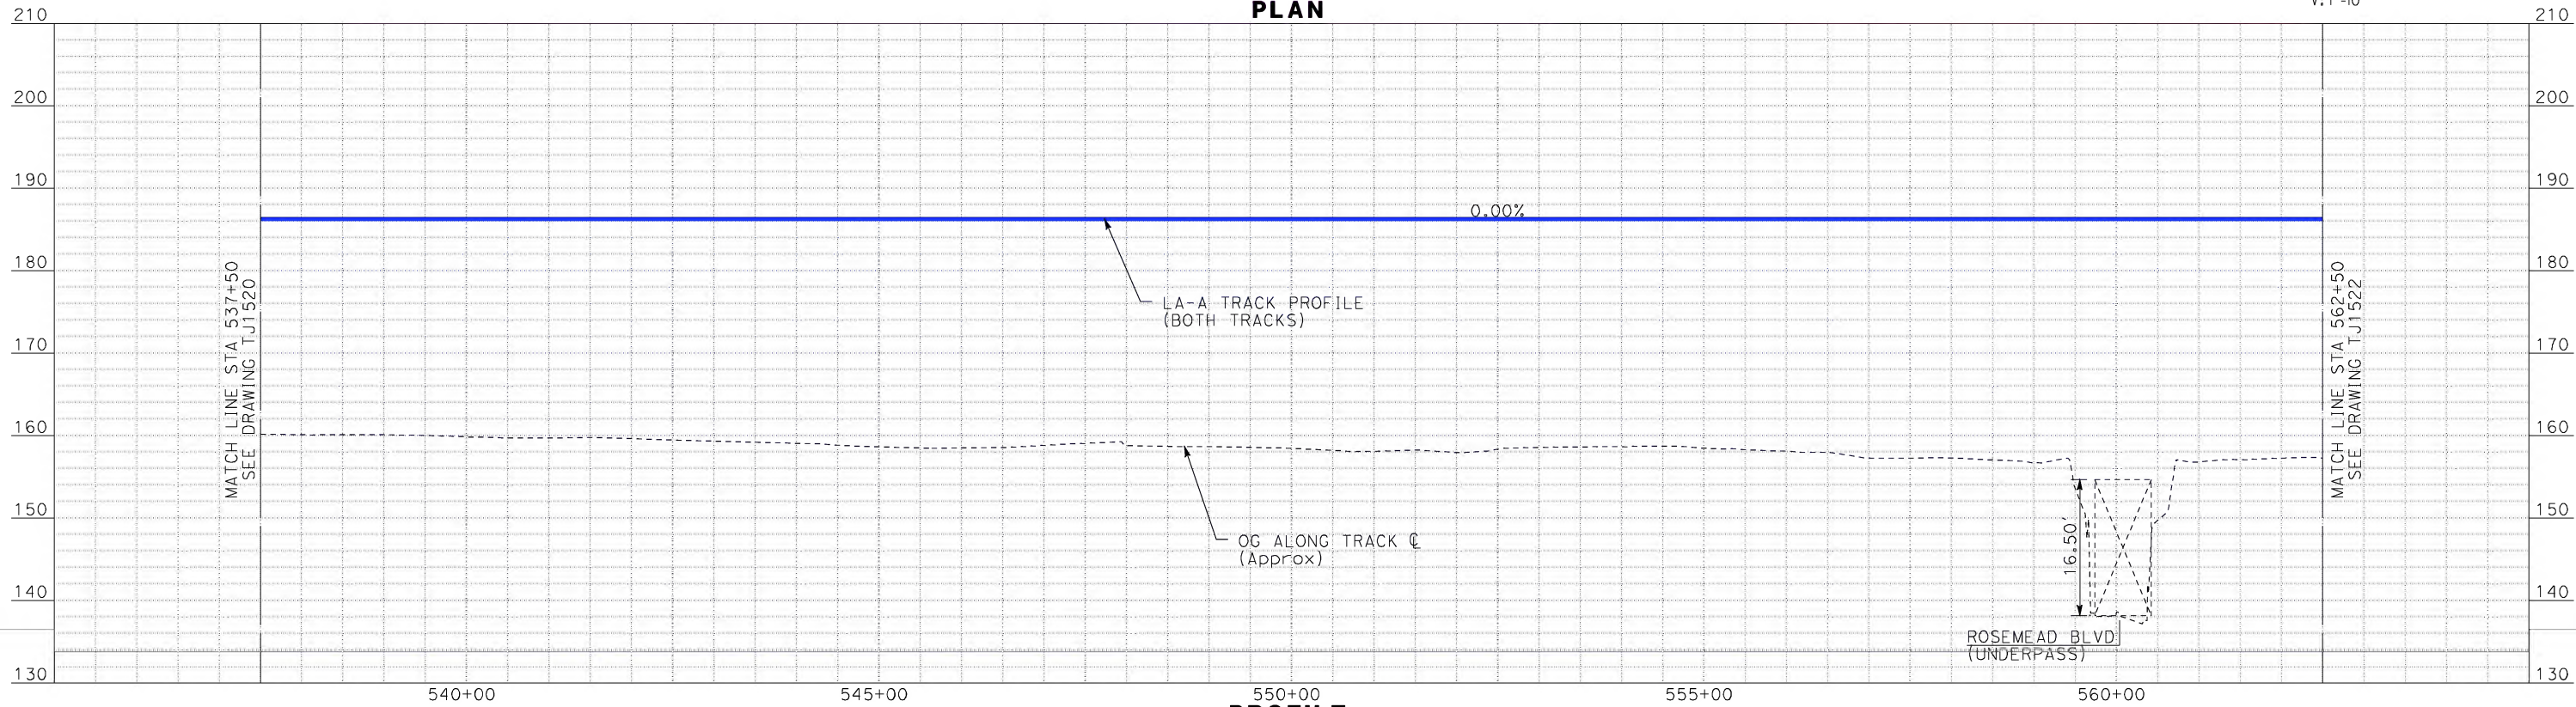 PLAN
210 210
200 200
190 190
0.00%
180 180
LA-A TRACK PROFILE
(BOTH TRACKS)
170 170
MATCH LINE STA 537+50
SEE DRAWING TJ1520
MATCH LINE STA 562+50
SEE DRAWING TJ1522
160 160
150 150
OG ALONG TRACK ℄
(Approx)
16.50'
140 140
ROSEMEAD BLVD
(UNDERPASS)
130 130
540+00 545+00 550+00 555+00 560+00